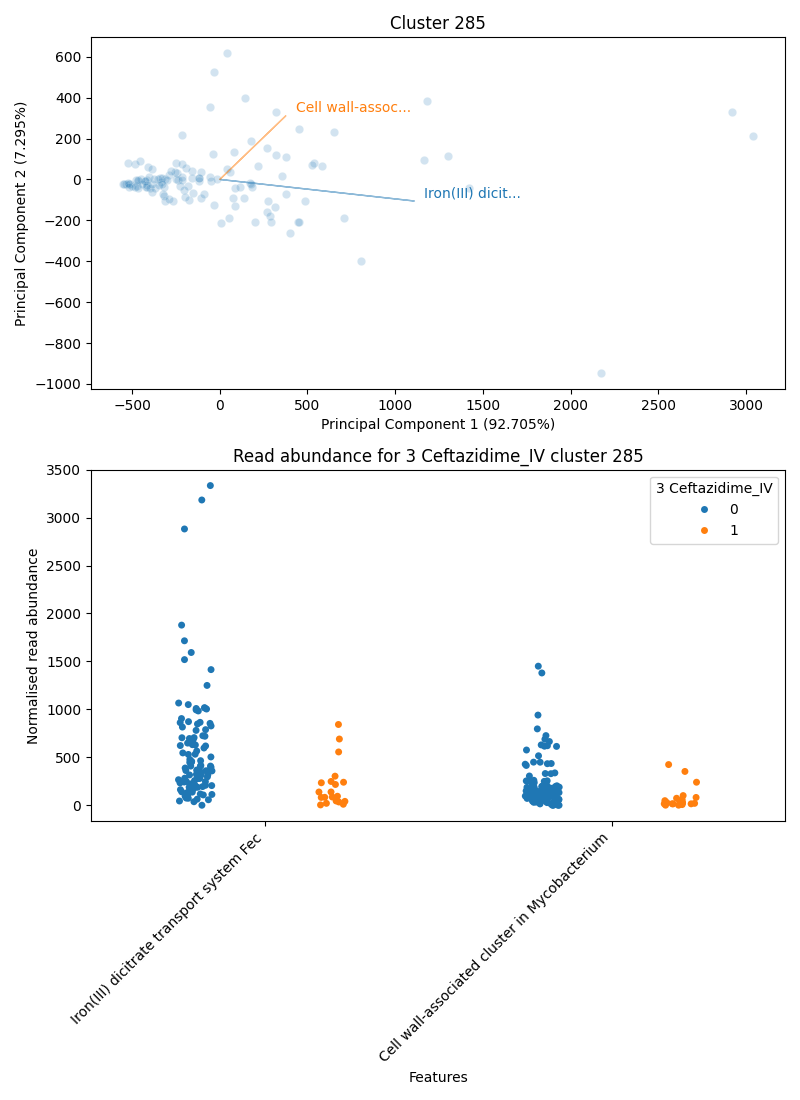 Cluster 285
600
400
200
0
−200
−400
−600
−800
−1000
Principal Component 2 (7.295%)
Cell wall-assoc...
Iron(III) dicit...
−500
0
500
1000
1500
2000
2500
3000
Principal Component 1 (92.705%)
Read abundance for 3 Ceftazidime_IV cluster 285
3500
3000
2500
2000
1500
1000
500
0
Normalised read abundance
3 Ceftazidime_IV
0
1
Iron(III) dicitrate transport system Fec
Cell wall-associated cluster in Mycobacterium
Features